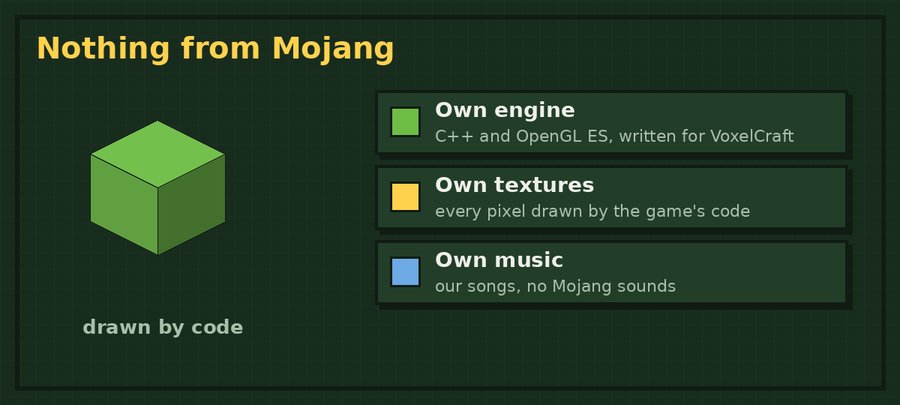 Nothing from Mojang
Own engine
C++ and OpenGL ES, written for VoxelCraft
Own textures
every pixel drawn by the game's code
Own music
our songs, no Mojang sounds
drawn by code